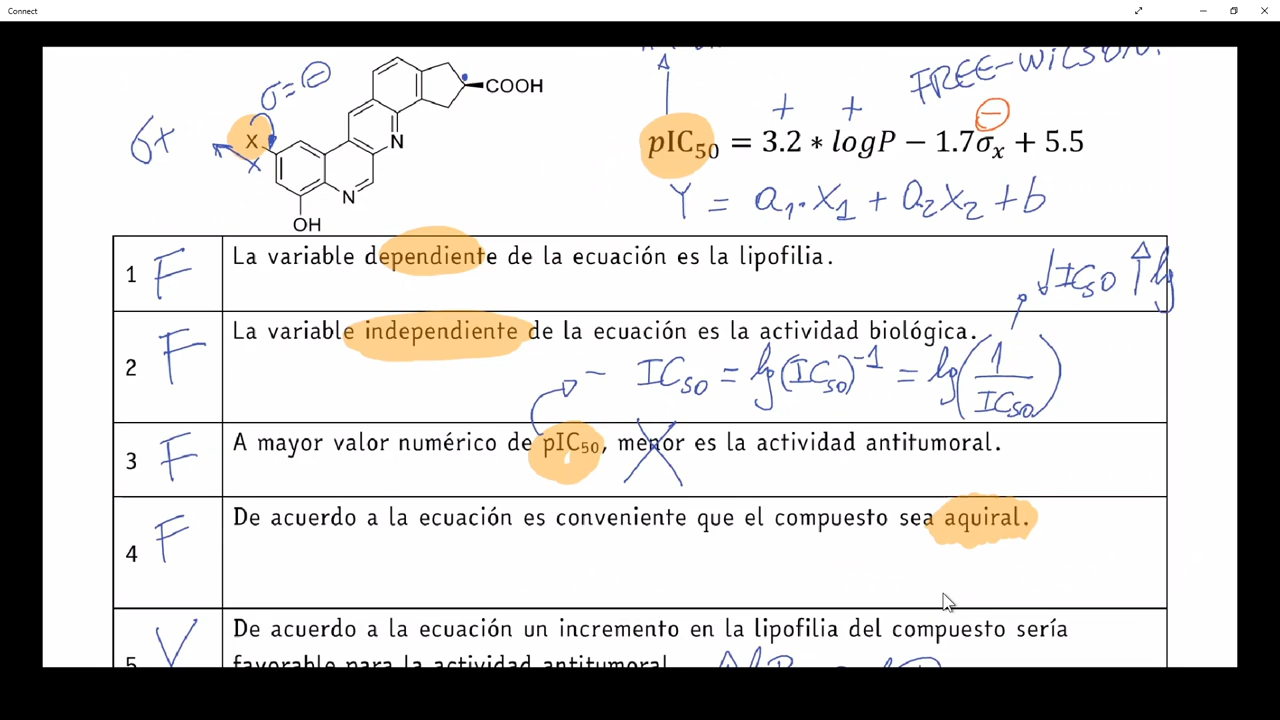 Connect
FREE-WILSON.
σ= ⊖
COOH
+ +
⊖
σx
X
N
pIC₅₀ = 3.2 ∗ logP − 1.7σₓ + 5.5
x
N
OH
Y = a₁·X₁ + a₂X₂ + b
1 F La variable dependiente de la ecuación es la lipofilia.
↓IC50 ↑lg
2 F La variable independiente de la ecuación es la actividad biológica.
− IC50 = lg(IC50)⁻¹ = lg(1/IC50)
3 F A mayor valor numérico de pIC₅₀, menor es la actividad antitumoral.
4 F De acuerdo a la ecuación es conveniente que el compuesto sea aquiral.
5 V De acuerdo a la ecuación un incremento en la lipofilia del compuesto sería
favorable para la actividad antitumoral